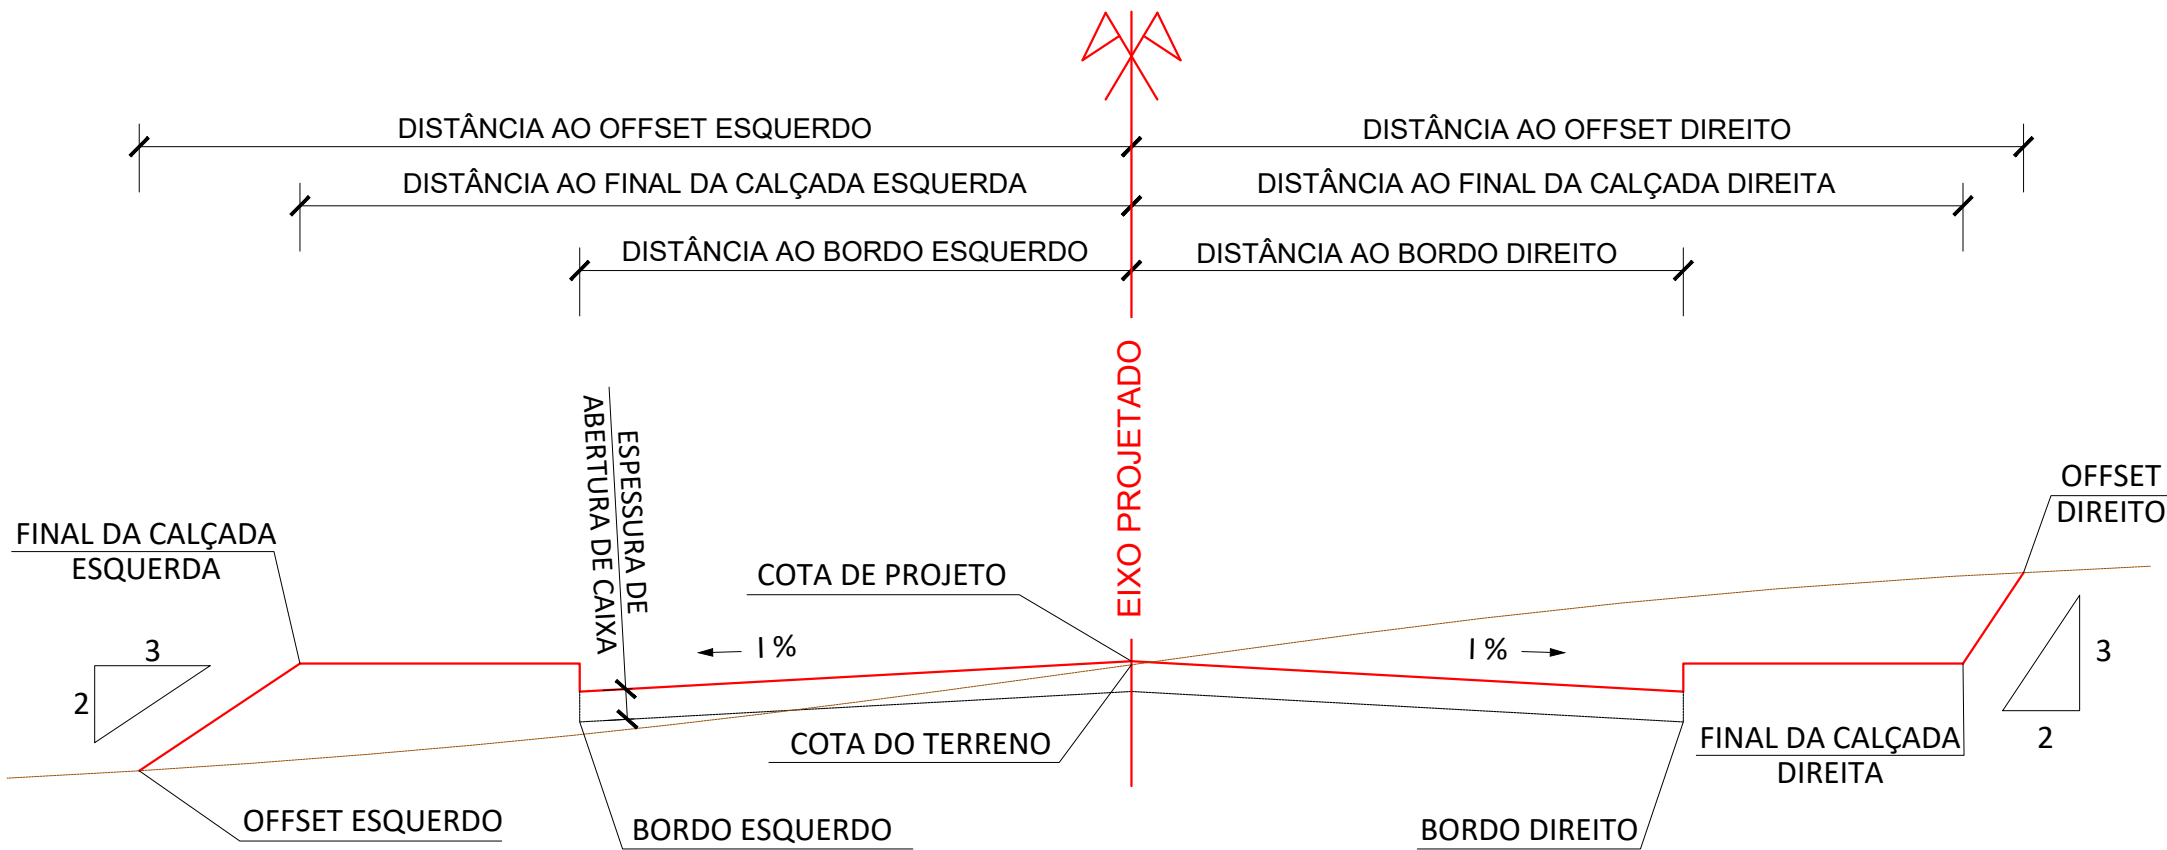 DISTÂNCIA AO OFFSET ESQUERDO
DISTÂNCIA AO OFFSET DIREITO
DISTÂNCIA AO FINAL DA CALÇADA ESQUERDA
DISTÂNCIA AO FINAL DA CALÇADA DIREITA
DISTÂNCIA AO BORDO ESQUERDO
DISTÂNCIA AO BORDO DIREITO
EIXO PROJETADO
ESPESSURA DE
ABERTURA DE CAIXA
OFFSET
DIREITO
FINAL DA CALÇADA
ESQUERDA
COTA DE PROJETO
I %
I %
3
2
3
2
COTA DO TERRENO
FINAL DA CALÇADA
DIREITA
OFFSET ESQUERDO
BORDO ESQUERDO
BORDO DIREITO